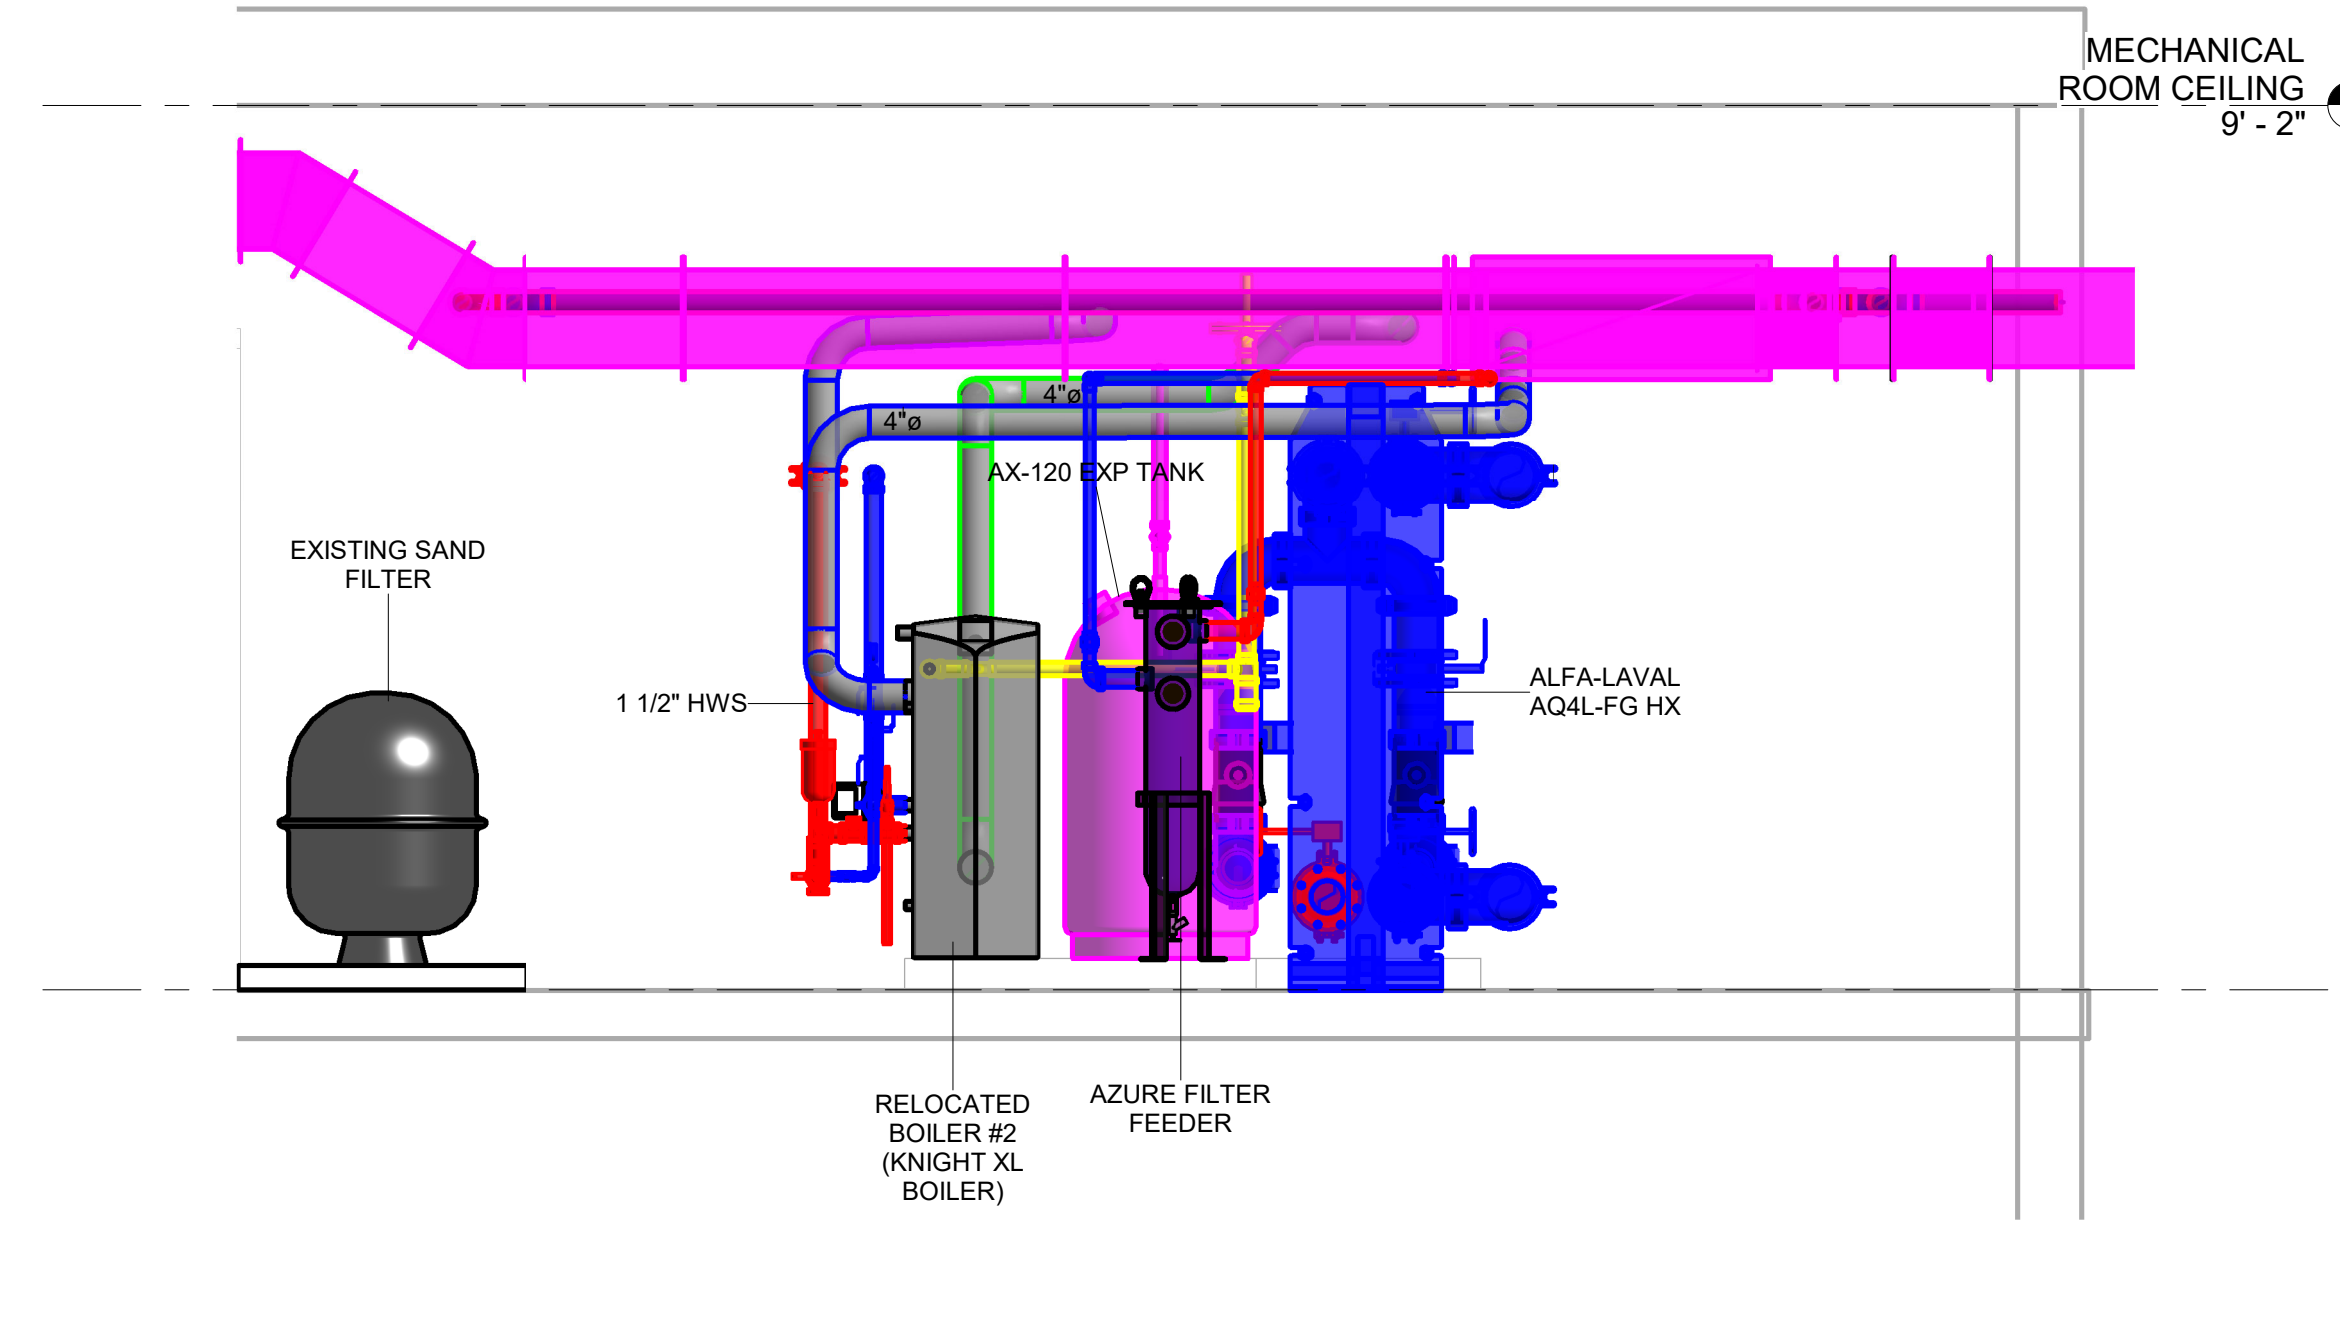 MECHANICAL
ROOM CEILING
9' - 2"
4"ø
4"ø
AX-120 EXP TANK
EXISTING SAND
FILTER
1 1/2" HWS
ALFA-LAVAL
AQ4L-FG HX
RELOCATED
BOILER #2
(KNIGHT XL
BOILER)
AZURE FILTER
FEEDER